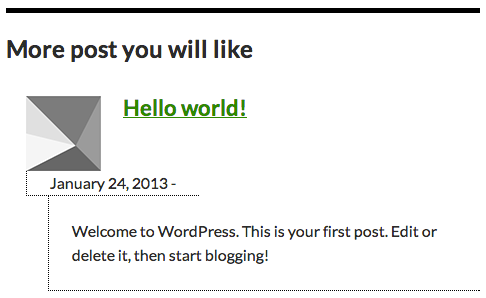 More post you will like
Hello world!
January 24, 2013 -
Welcome to WordPress. This is your first post. Edit or
delete it, then start blogging!